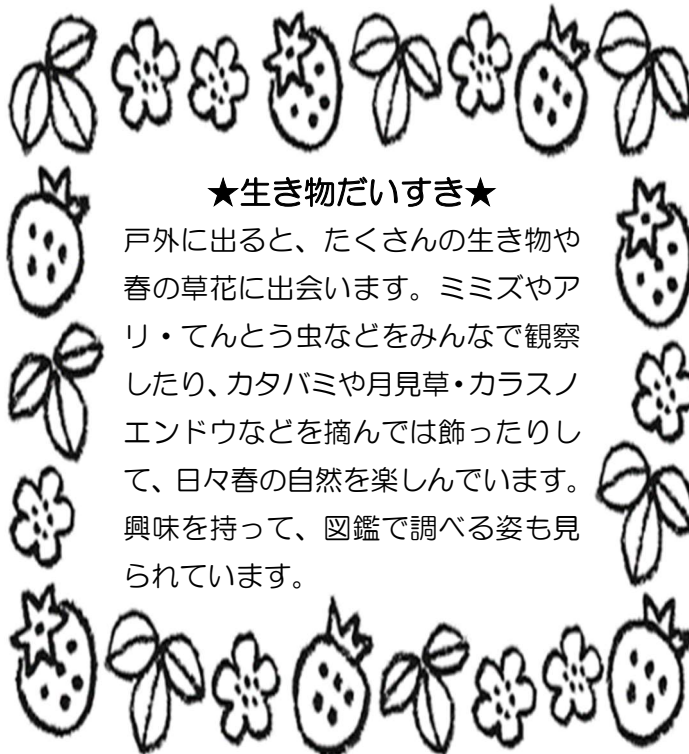 ★生き物だいすき★
戸外に出ると、たくさんの生き物や
春の草花に出会います。ミミズやア
リ・てんとう虫などをみんなで観察
したり、カタバミや月見草・カラスノ
エンドウなどを摘んでは飾ったりし
て、日々春の自然を楽しんでいます。
興味を持って、図鑑で調べる姿も見
られています。